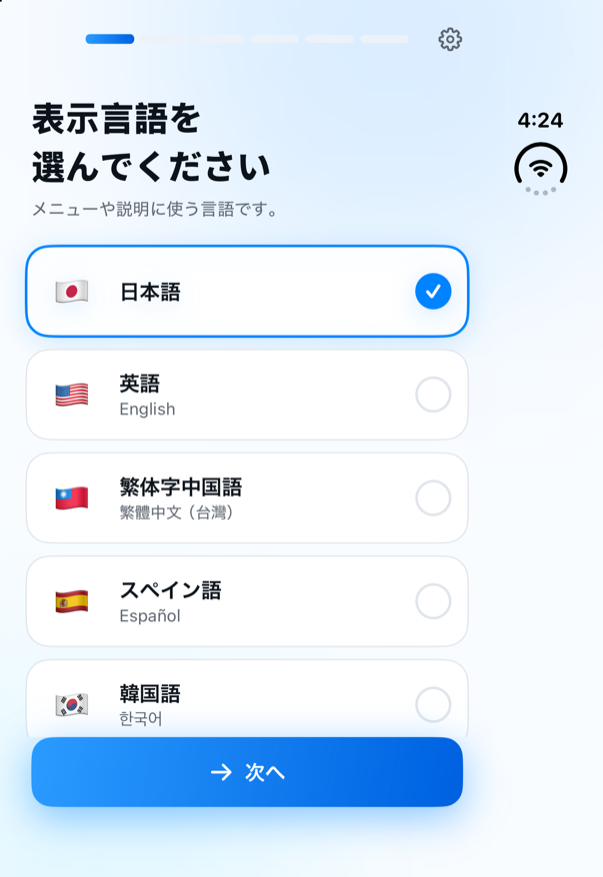 表示言語を
選んでください
メニューや説明に使う言語です。
4:24
日本語
英語
English
繁体字中国語
繁體中文（台灣）
スペイン語
Español
韓国語
한국어
次へ